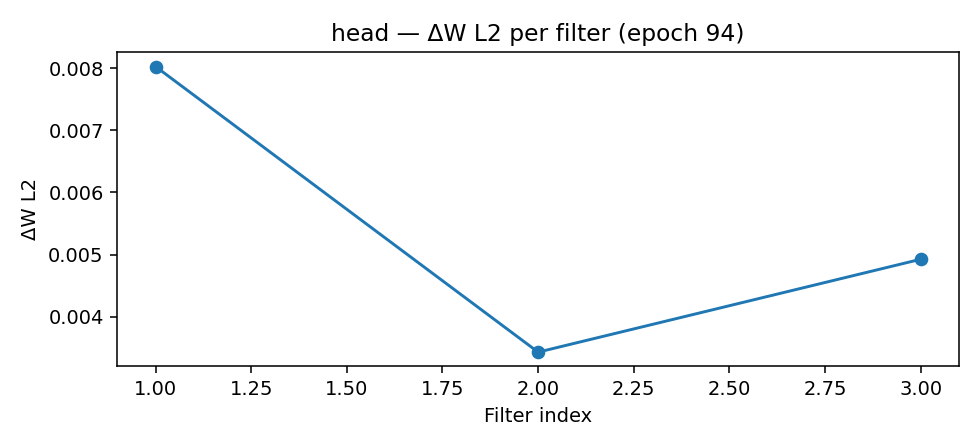 head — ΔW L2 per filter (epoch 94)
0.008
0.007
0.006
0.005
0.004
ΔW L2
1.00 1.25 1.50 1.75 2.00 2.25 2.50 2.75 3.00
Filter index